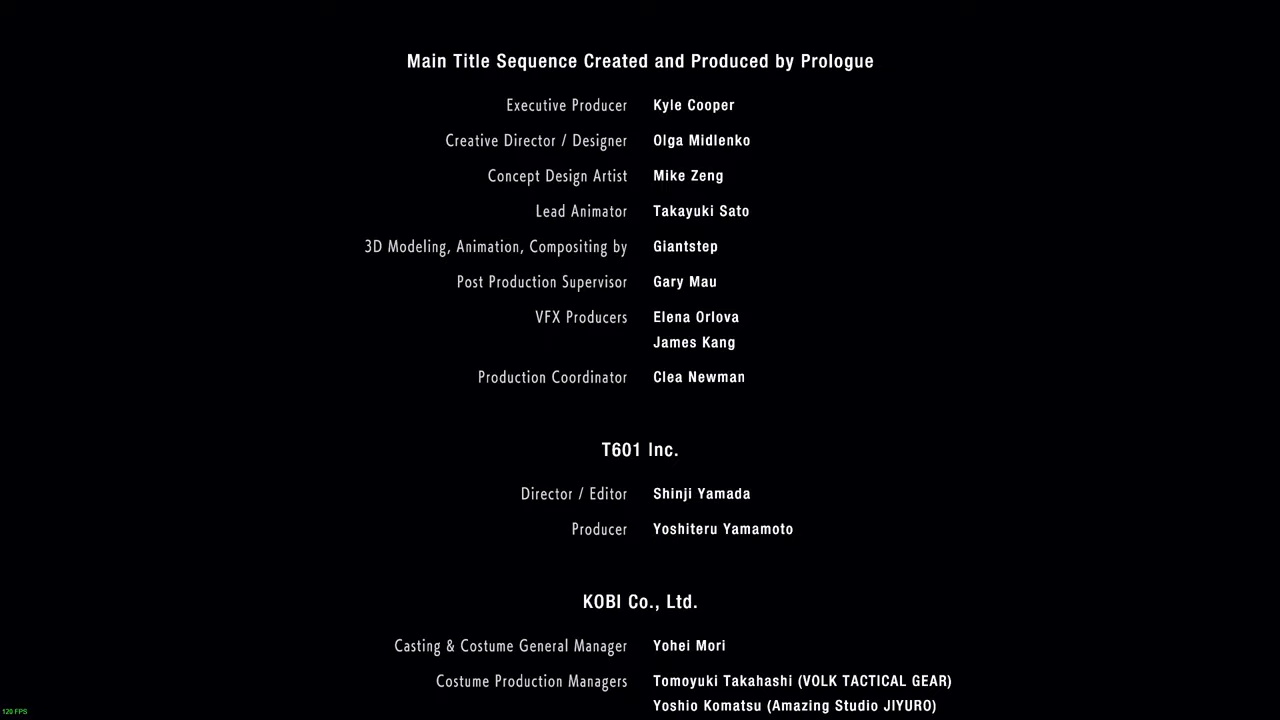 Main Title Sequence Created and Produced by Prologue
Executive Producer Kyle Cooper
Creative Director / Designer Olga Midlenko
Concept Design Artist Mike Zeng
Lead Animator Takayuki Sato
3D Modeling, Animation, Compositing by Giantstep
Post Production Supervisor Gary Mau
VFX Producers Elena Orlova
James Kang
Production Coordinator Clea Newman
T601 Inc.
Director / Editor Shinji Yamada
Producer Yoshiteru Yamamoto
KOBI Co., Ltd.
Casting & Costume General Manager Yohei Mori
Costume Production Managers Tomoyuki Takahashi (VOLK TACTICAL GEAR)
Yoshio Komatsu (Amazing Studio JIYURO)
120 FPS